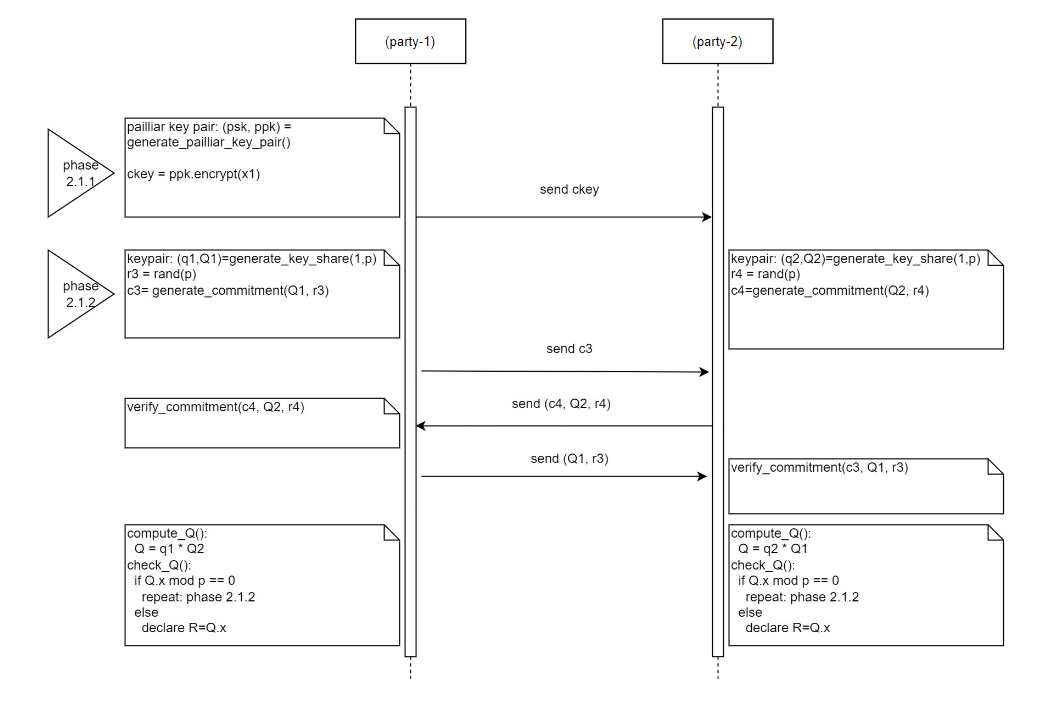 (party-1)
(party-2)
pailliar key pair: (psk, ppk) =
generate_pailliar_key_pair()
ckey = ppk.encrypt(x1)
phase
2.1.1
send ckey
keypair: (q1,Q1)=generate_key_share(1,p)
r3 = rand(p)
c3= generate_commitment(Q1, r3)
phase
2.1.2
keypair: (q2,Q2)=generate_key_share(1,p)
r4 = rand(p)
c4=generate_commitment(Q2, r4)
send c3
send (c4, Q2, r4)
verify_commitment(c4, Q2, r4)
send (Q1, r3)
verify_commitment(c3, Q1, r3)
compute_Q():
Q = q1 * Q2
check_Q():
if Q.x mod p == 0
repeat: phase 2.1.2
else
declare R=Q.x
compute_Q():
Q = q2 * Q1
check_Q():
if Q.x mod p == 0
repeat: phase 2.1.2
else
declare R=Q.x